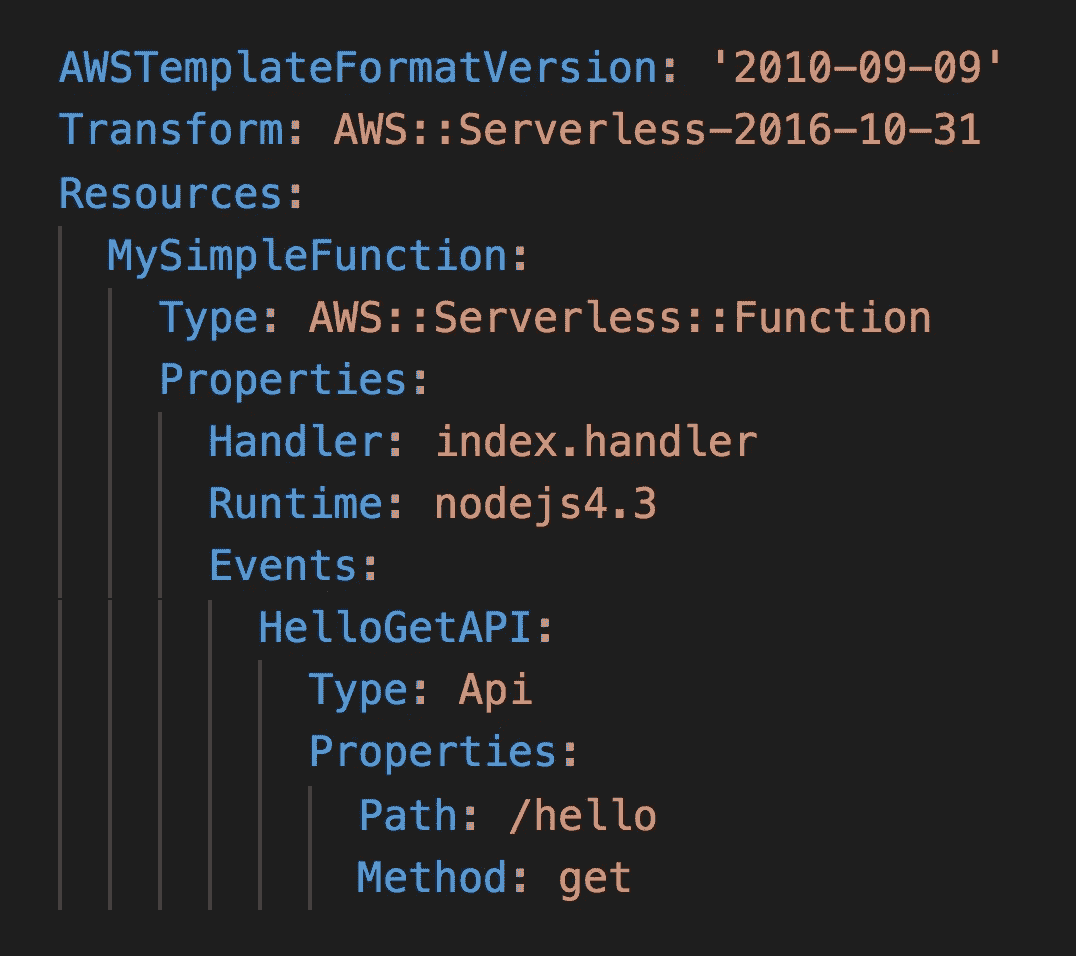 AWSTemplateFormatVersion: '2010-09-09'
Transform: AWS::Serverless-2016-10-31
Resources:
  MySimpleFunction:
    Type: AWS::Serverless::Function
    Properties:
      Handler: index.handler
      Runtime: nodejs4.3
      Events:
        HelloGetAPI:
          Type: Api
          Properties:
            Path: /hello
            Method: get